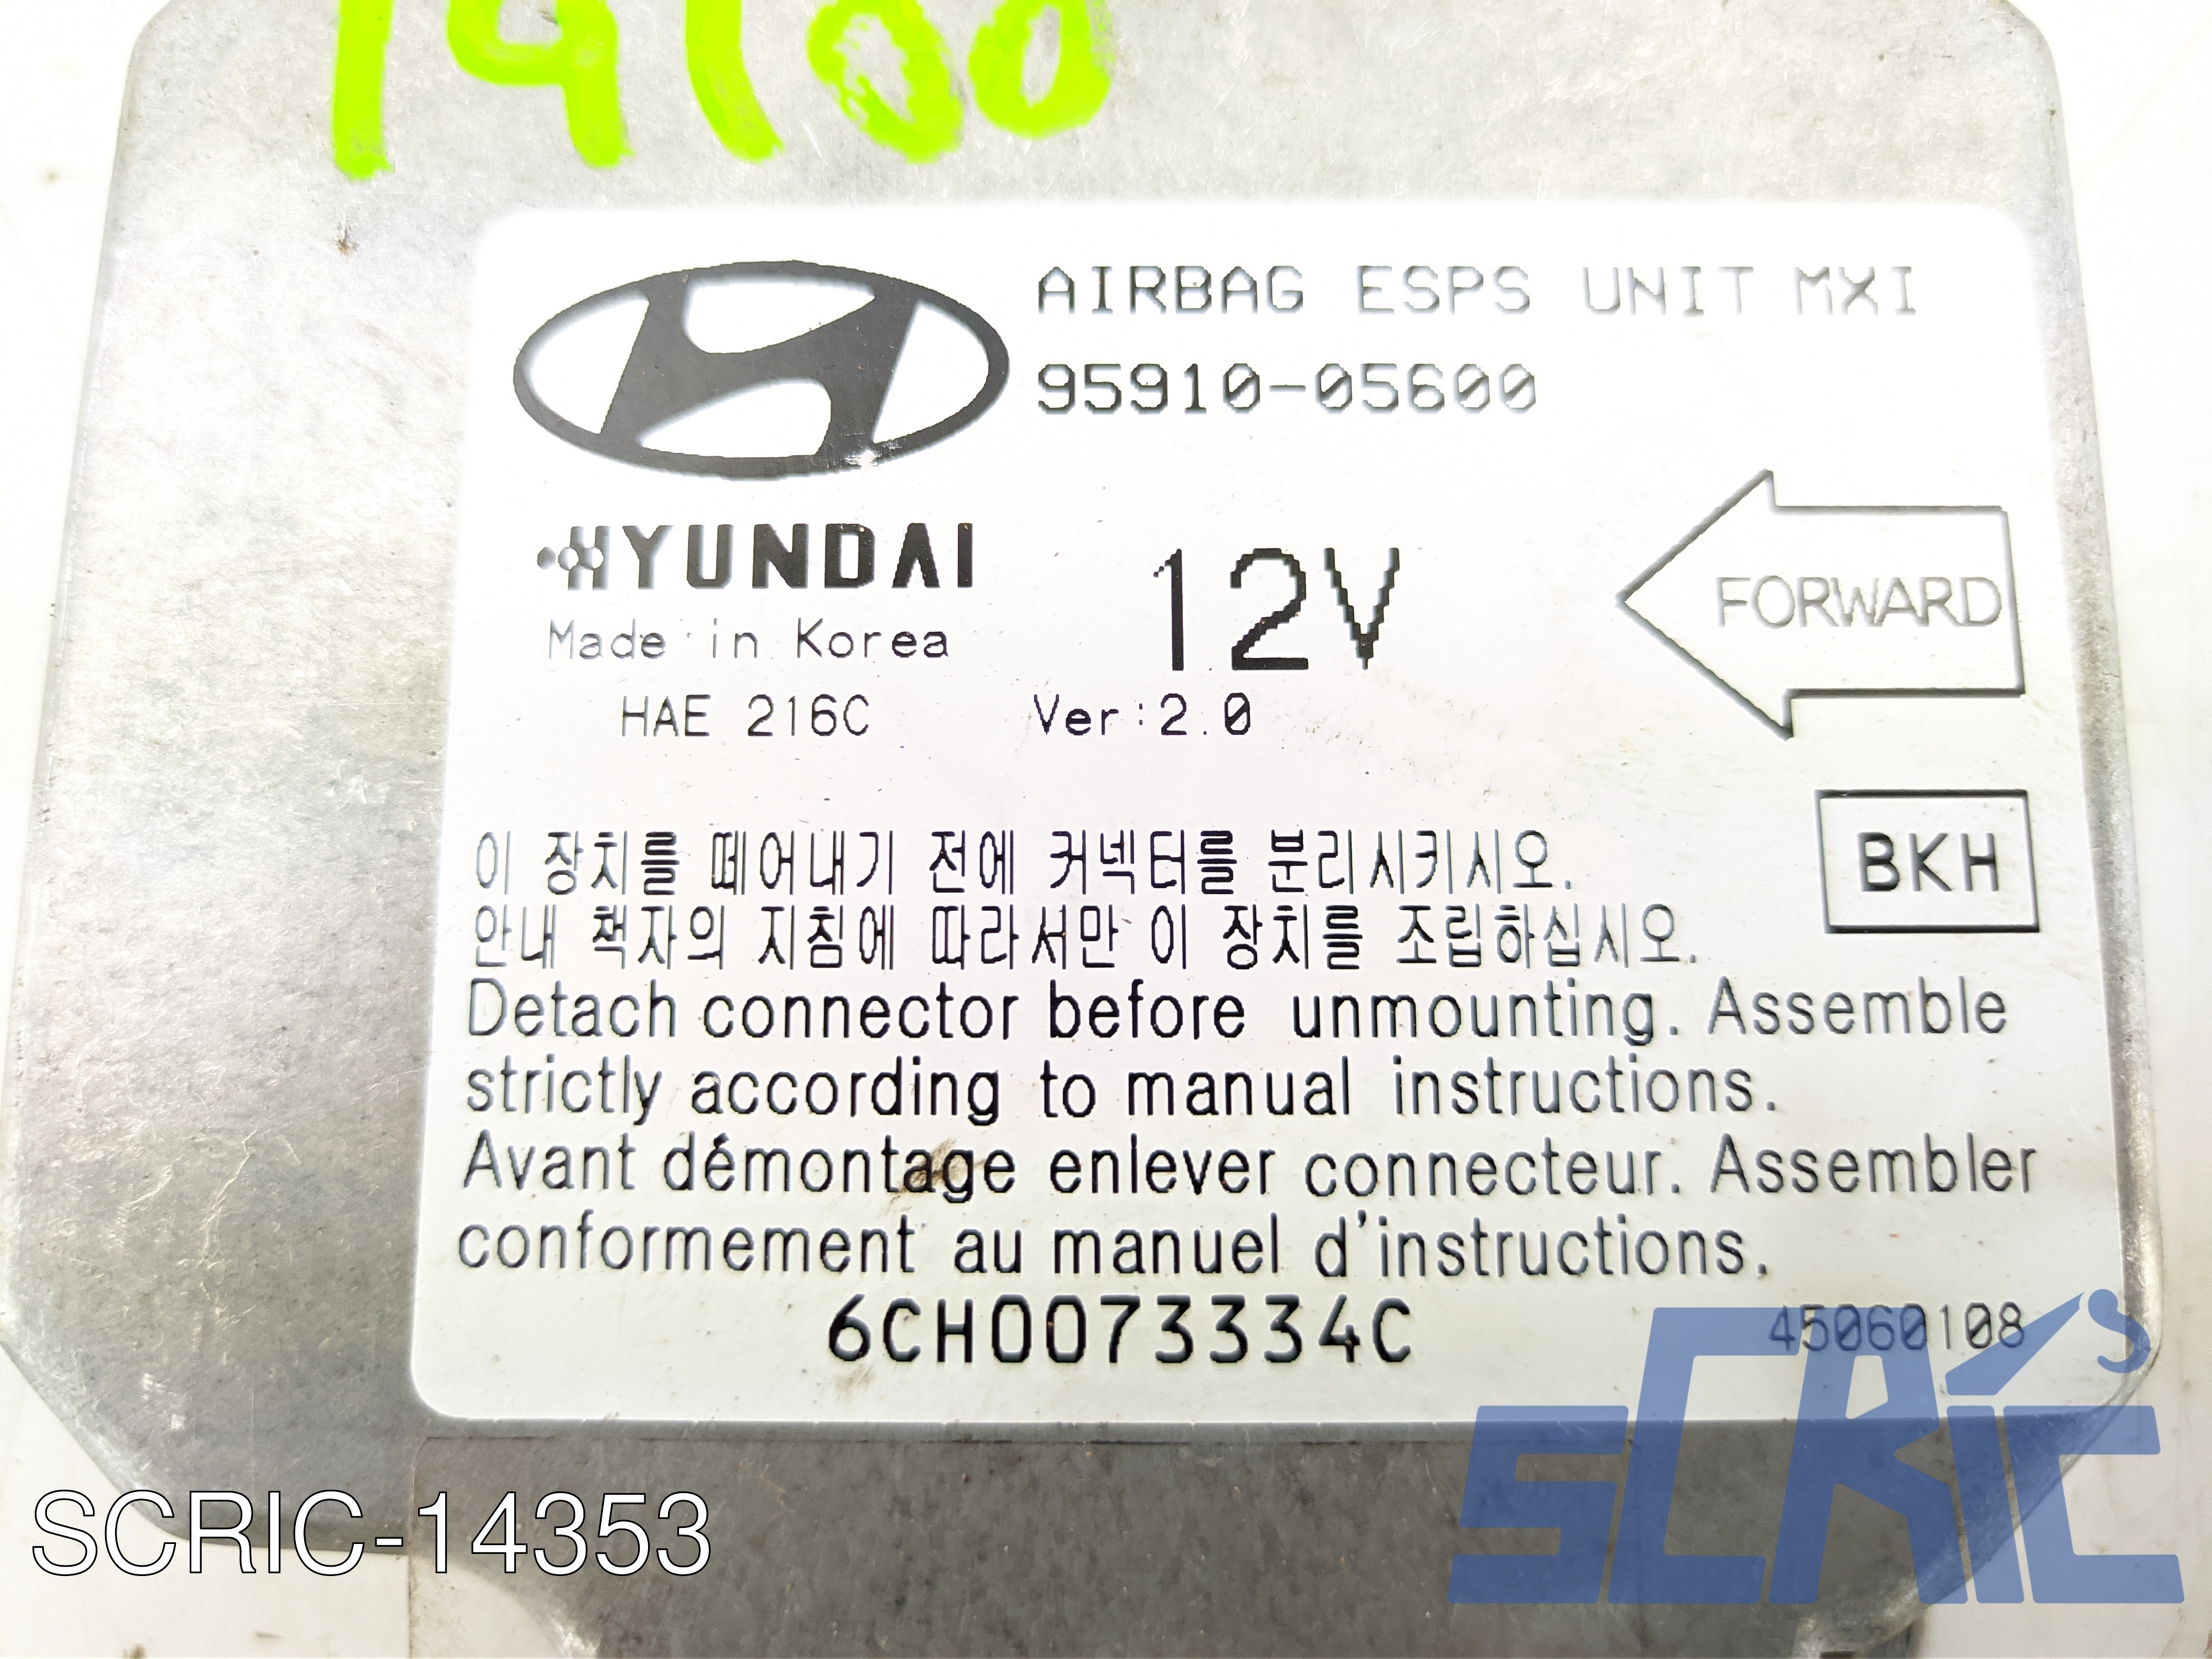 14100
AIRBAG ESPS UNIT MXI
95910-05600
HYUNDAI
12V
FORWARD
Made in Korea
HAE 216C Ver:2.0
BKH
이 장치를 떼어내기 전에 커넥터를 분리시키시오.
안내 책자의 지침에 따라서만 이 장치를 조립하십시오.
Detach connector before unmounting. Assemble
strictly according to manual instructions.
Avant démontage enlever connecteur. Assembler
conformement au manuel d'instructions.
6CH0073334C
45060108
SCRIC's
SCRIC-14353